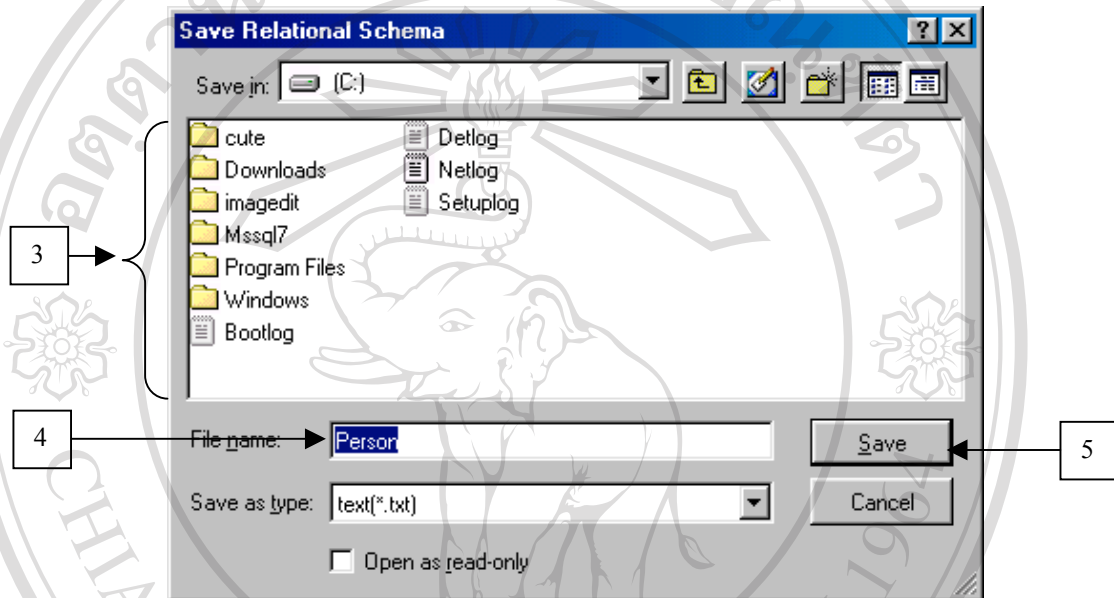 Save Relational Schema
Save in: (C:)
cute
Downloads
imagedit
Mssql7
Program Files
Windows
Bootlog
Detlog
Netlog
Setuplog
3
4
File name: Person
Save
5
Save as type: text(*.txt)
Cancel
Open as read-only
1964